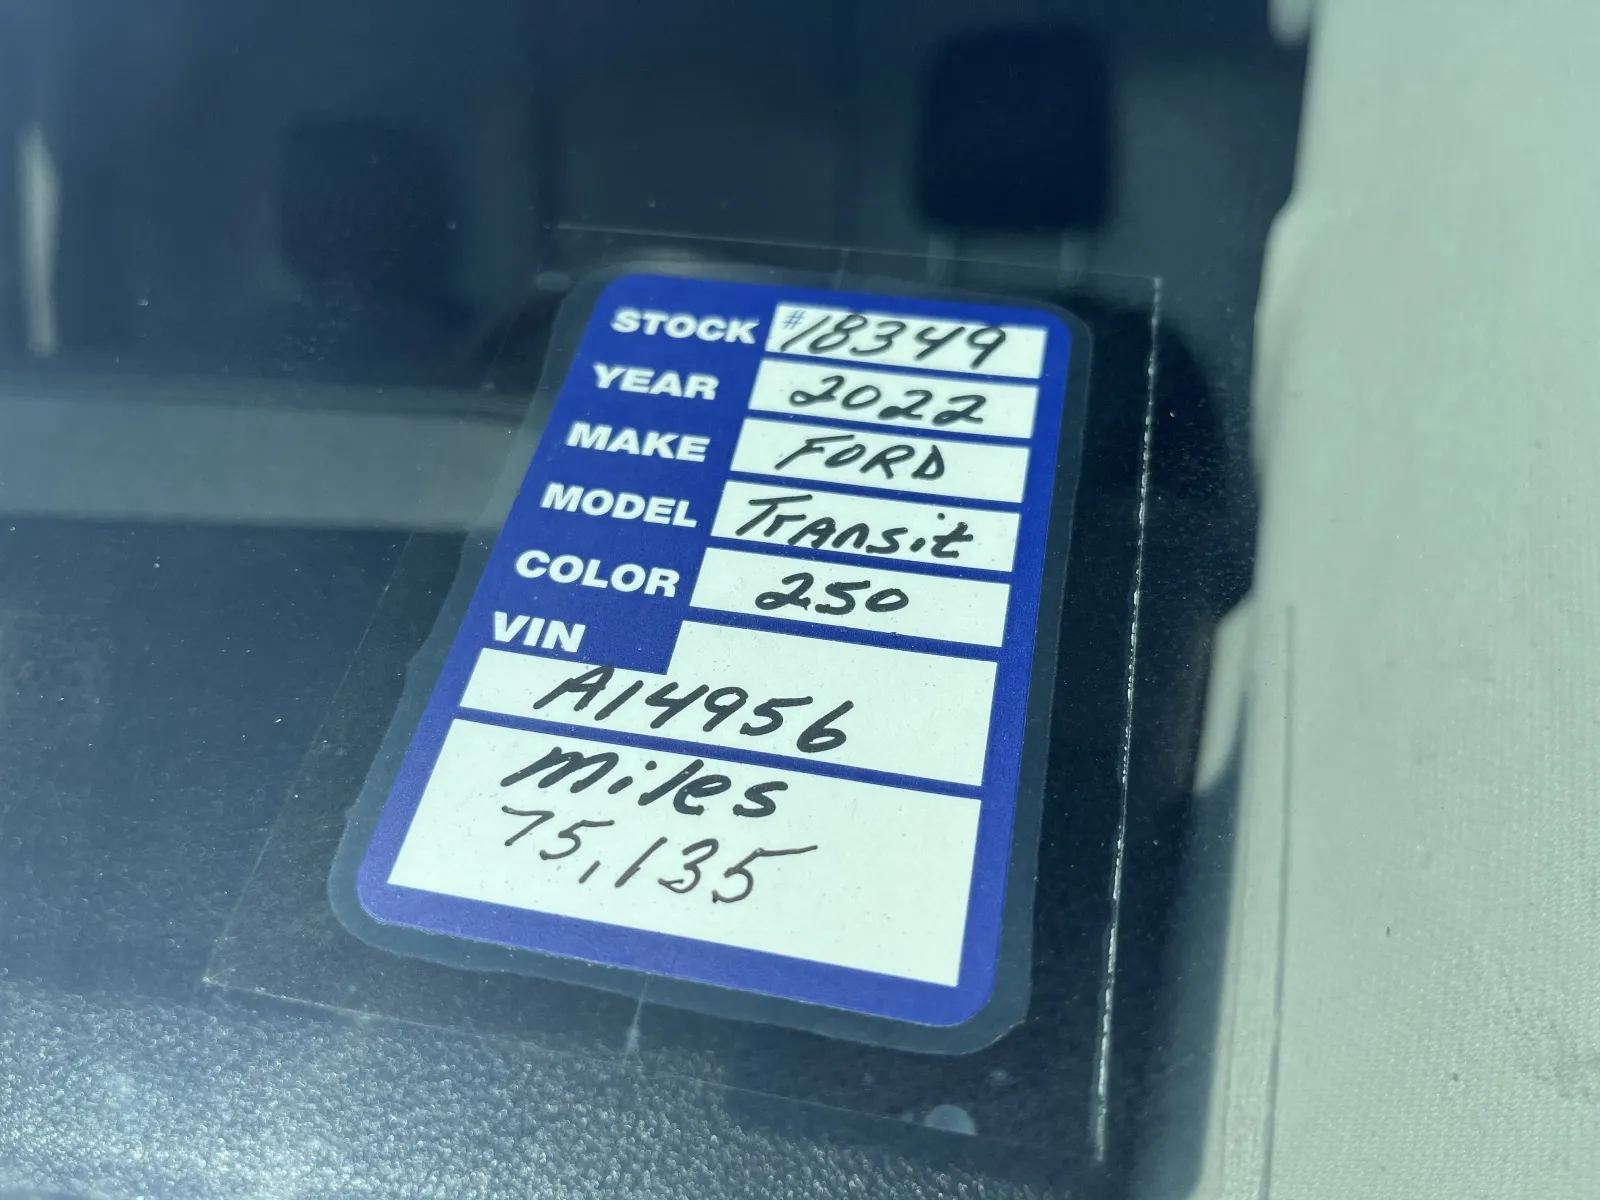 STOCK #18349
YEAR 2022
MAKE FORD
MODEL Transit
COLOR 250
VIN
A14956
miles
75,135